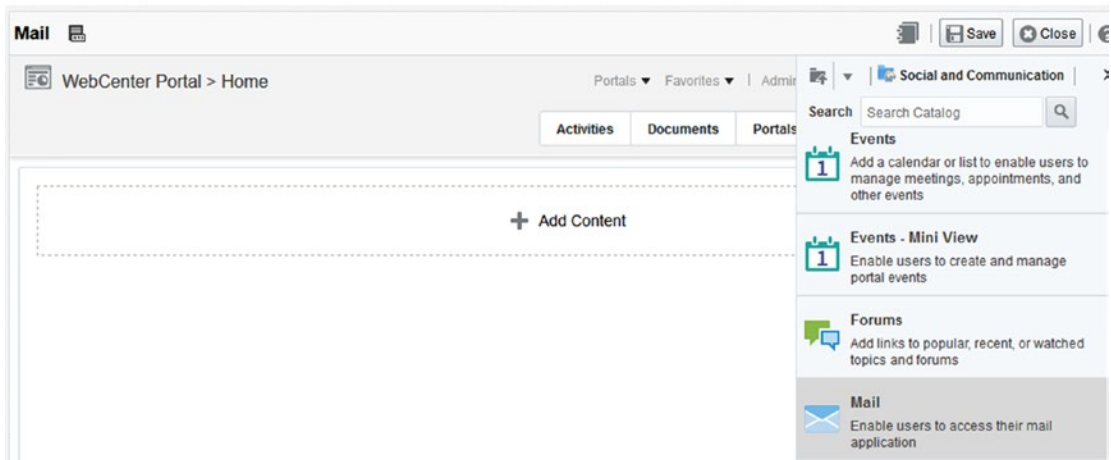 Mail
Save
Close
WebCenter Portal > Home
Portals
Favorites
Activities
Documents
Portals
Add Content
Social and Communication
Search
Search Catalog
Events
Add a calendar or list to enable users to
manage meetings, appointments, and
other events
1
Events - Mini View
Enable users to create and manage
portal events
1
Forums
Add links to popular, recent, or watched
topics and forums
Mail
Enable users to access their mail
application